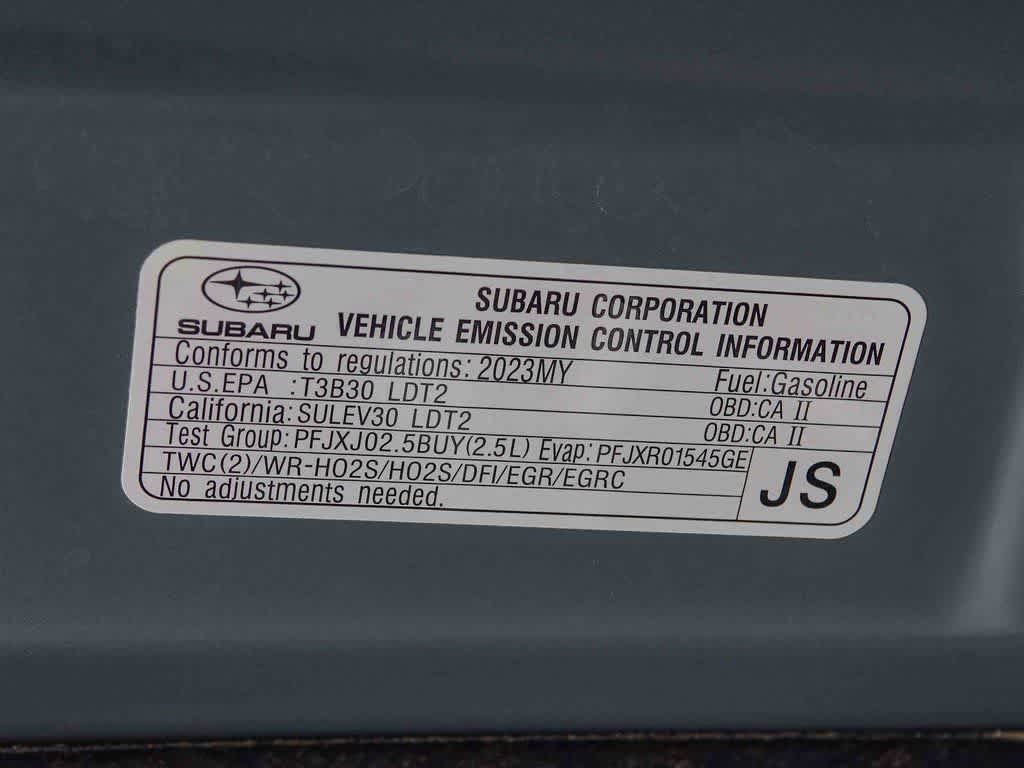 SUBARU
SUBARU CORPORATION
VEHICLE EMISSION CONTROL INFORMATION
Conforms to regulations: 2023MY Fuel:Gasoline
U.S.EPA :T3B30 LDT2 OBD:CA II
California:SULEV30 LDT2 OBD:CA II
Test Group:PFJXJ02.5BUY(2.5L) Evap:PFJXR01545GE
TWC(2)/WR-HO2S/HO2S/DFI/EGR/EGRC
No adjustments needed.
JS